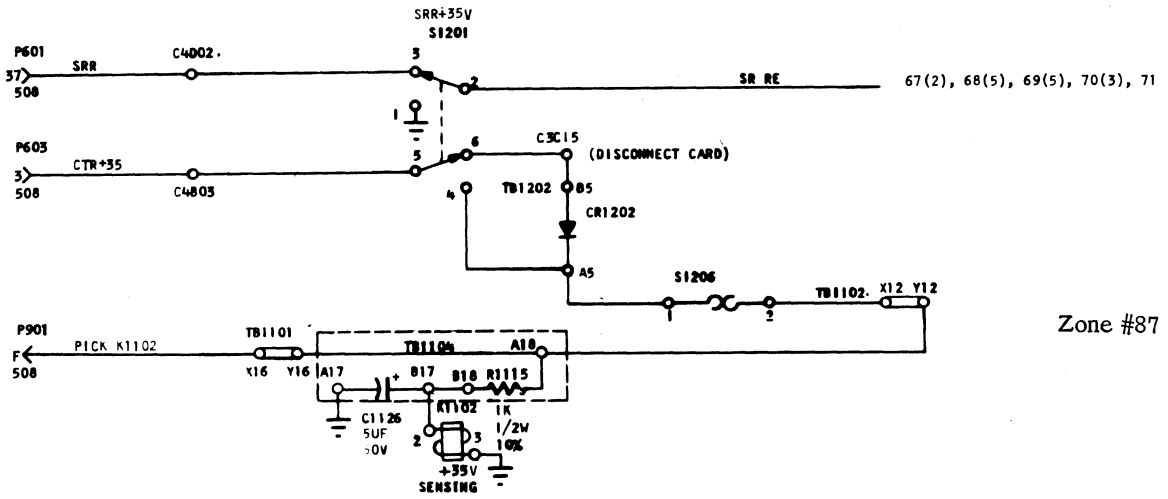 SRR+35V
S1201
P601
C4D02.
3
37
SRR
2
SR RE
67(2), 68(5), 69(5), 70(3), 71
508
1
P603
6
C3C15
(DISCONNECT CARD)
CTR+35
5
3
508
C4B03
4
TB1202
B5
CR1202
A5
S1206
TB1102.
X12 Y12
1
2
Zone #87
P901
PICK K1102
TB1101
TB1104
A18
F
508
X16
Y16
A17
+
B17
B18
R1115
K1102
1K
C1126
5UF
50V
2
3
1/2W
10%
+35V
SENSING